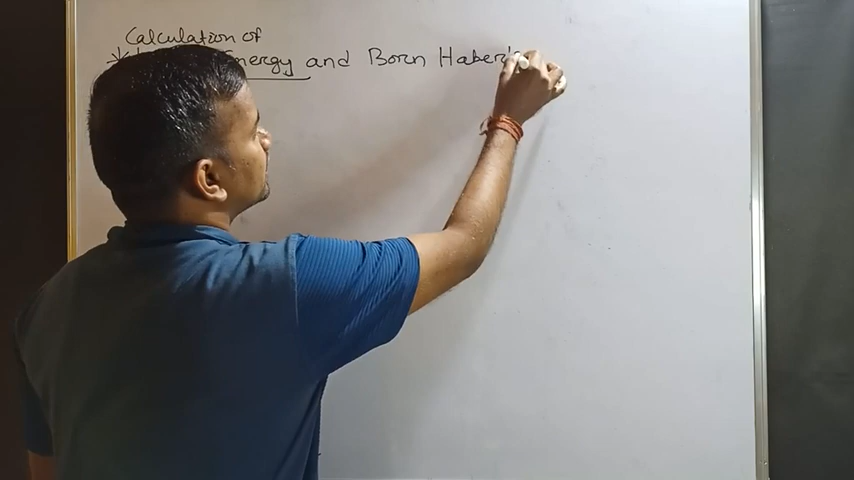 Calculation of
* Energy and Born Haber's